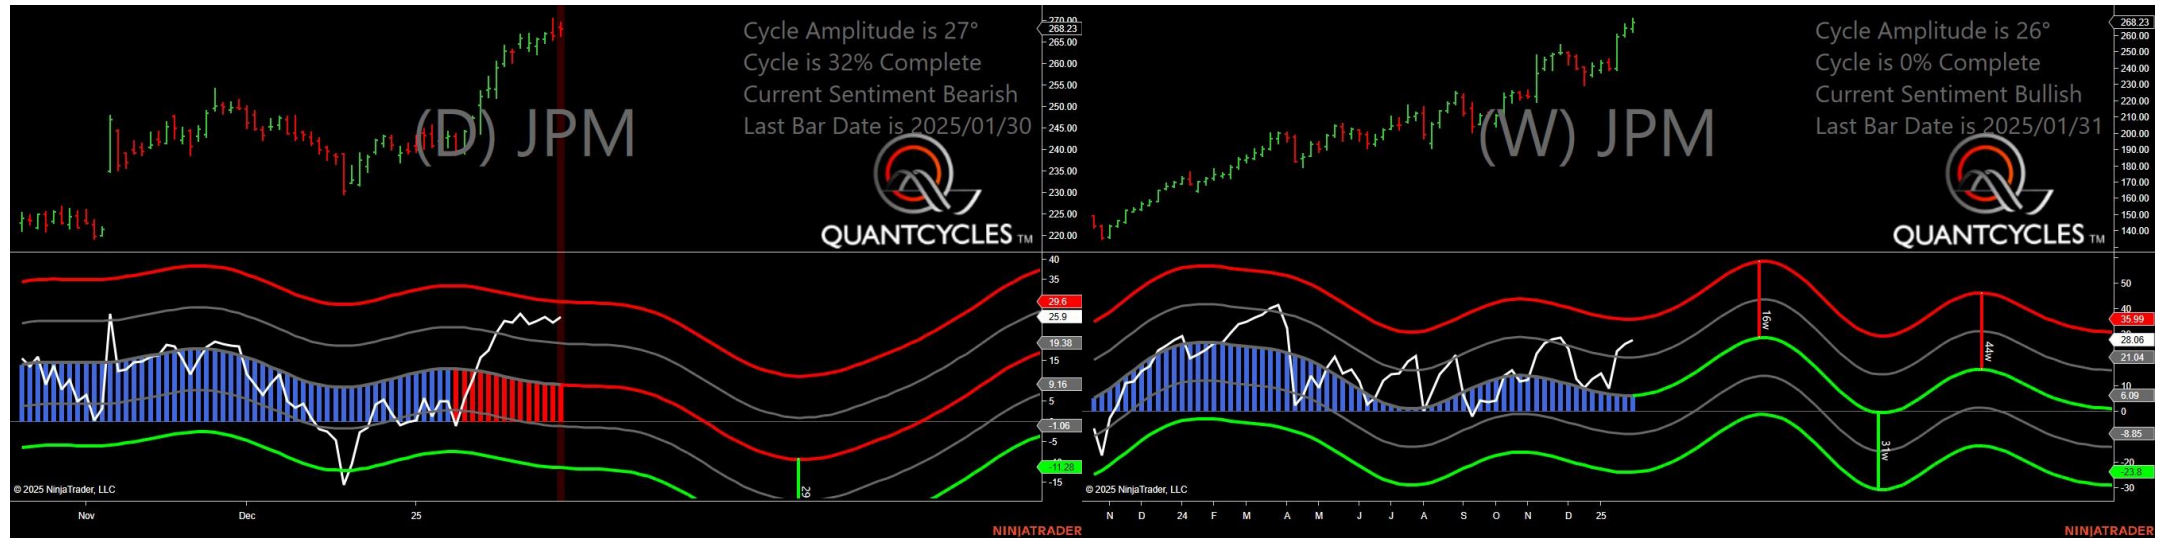 Cycle Amplitude is 27°
Cycle is 32% Complete
Current Sentiment Bearish
Last Bar Date is 2025/01/30
(D) JPM
QUANTCYCLES TM
270.00
268.23
265.00
260.00
255.00
250.00
245.00
240.00
235.00
230.00
225.00
220.00
40
35
29.6
25.9
19.38
15
9.16
5
-1.06
-5
-11.28
-15
29
© 2025 NinjaTrader, LLC
Nov Dec 25
NINJATRADER
Cycle Amplitude is 26°
Cycle is 0% Complete
Current Sentiment Bullish
Last Bar Date is 2025/01/31
(W) JPM
QUANTCYCLES TM
268.23
260.00
250.00
240.00
230.00
220.00
210.00
200.00
190.00
180.00
170.00
160.00
150.00
140.00
16w
31w
44w
50
40
35.99
28.06
21.04
10
6.09
0
-8.85
-20
-23.8
-30
© 2025 NinjaTrader, LLC
N D 24 F M A M J J A S O N D 25
NINJATRADER